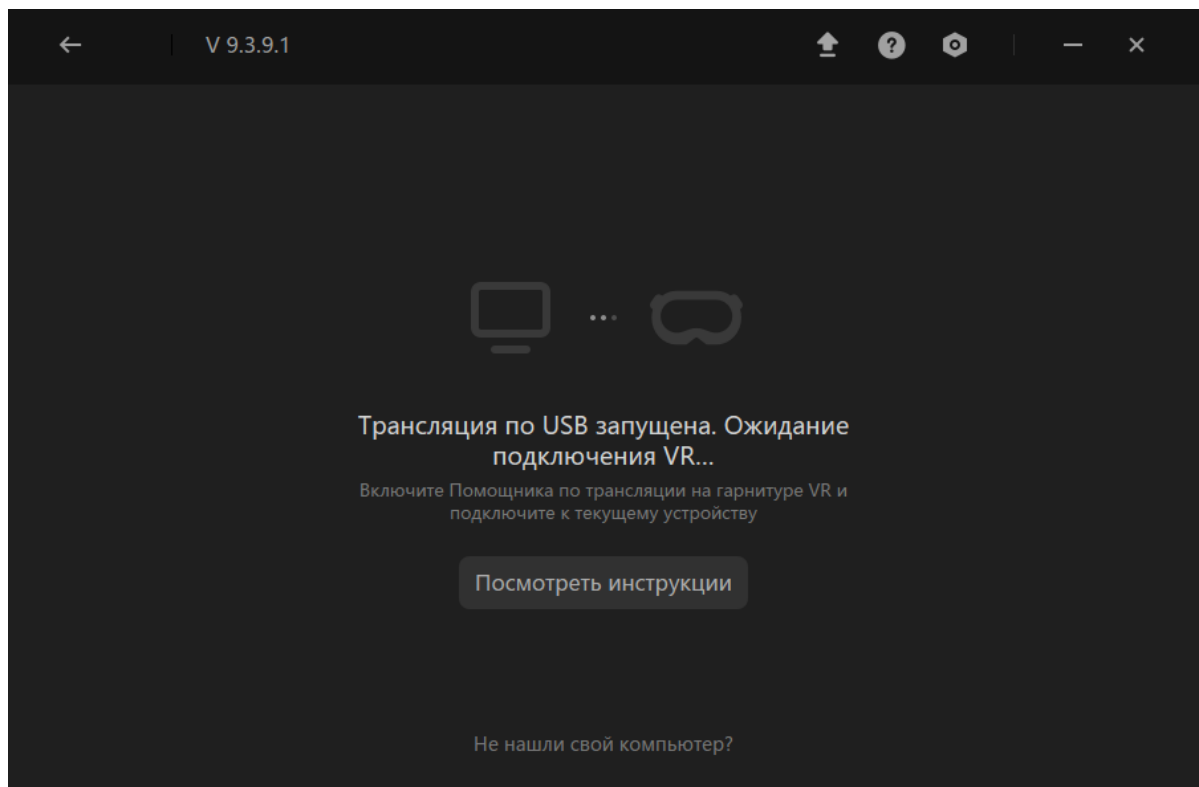 V 9.3.9.1
Трансляция по USB запущена. Ожидание
подключения VR...
Включите Помощника по трансляции на гарнитуре VR и
подключите к текущему устройству
Посмотреть инструкции
Не нашли свой компьютер?